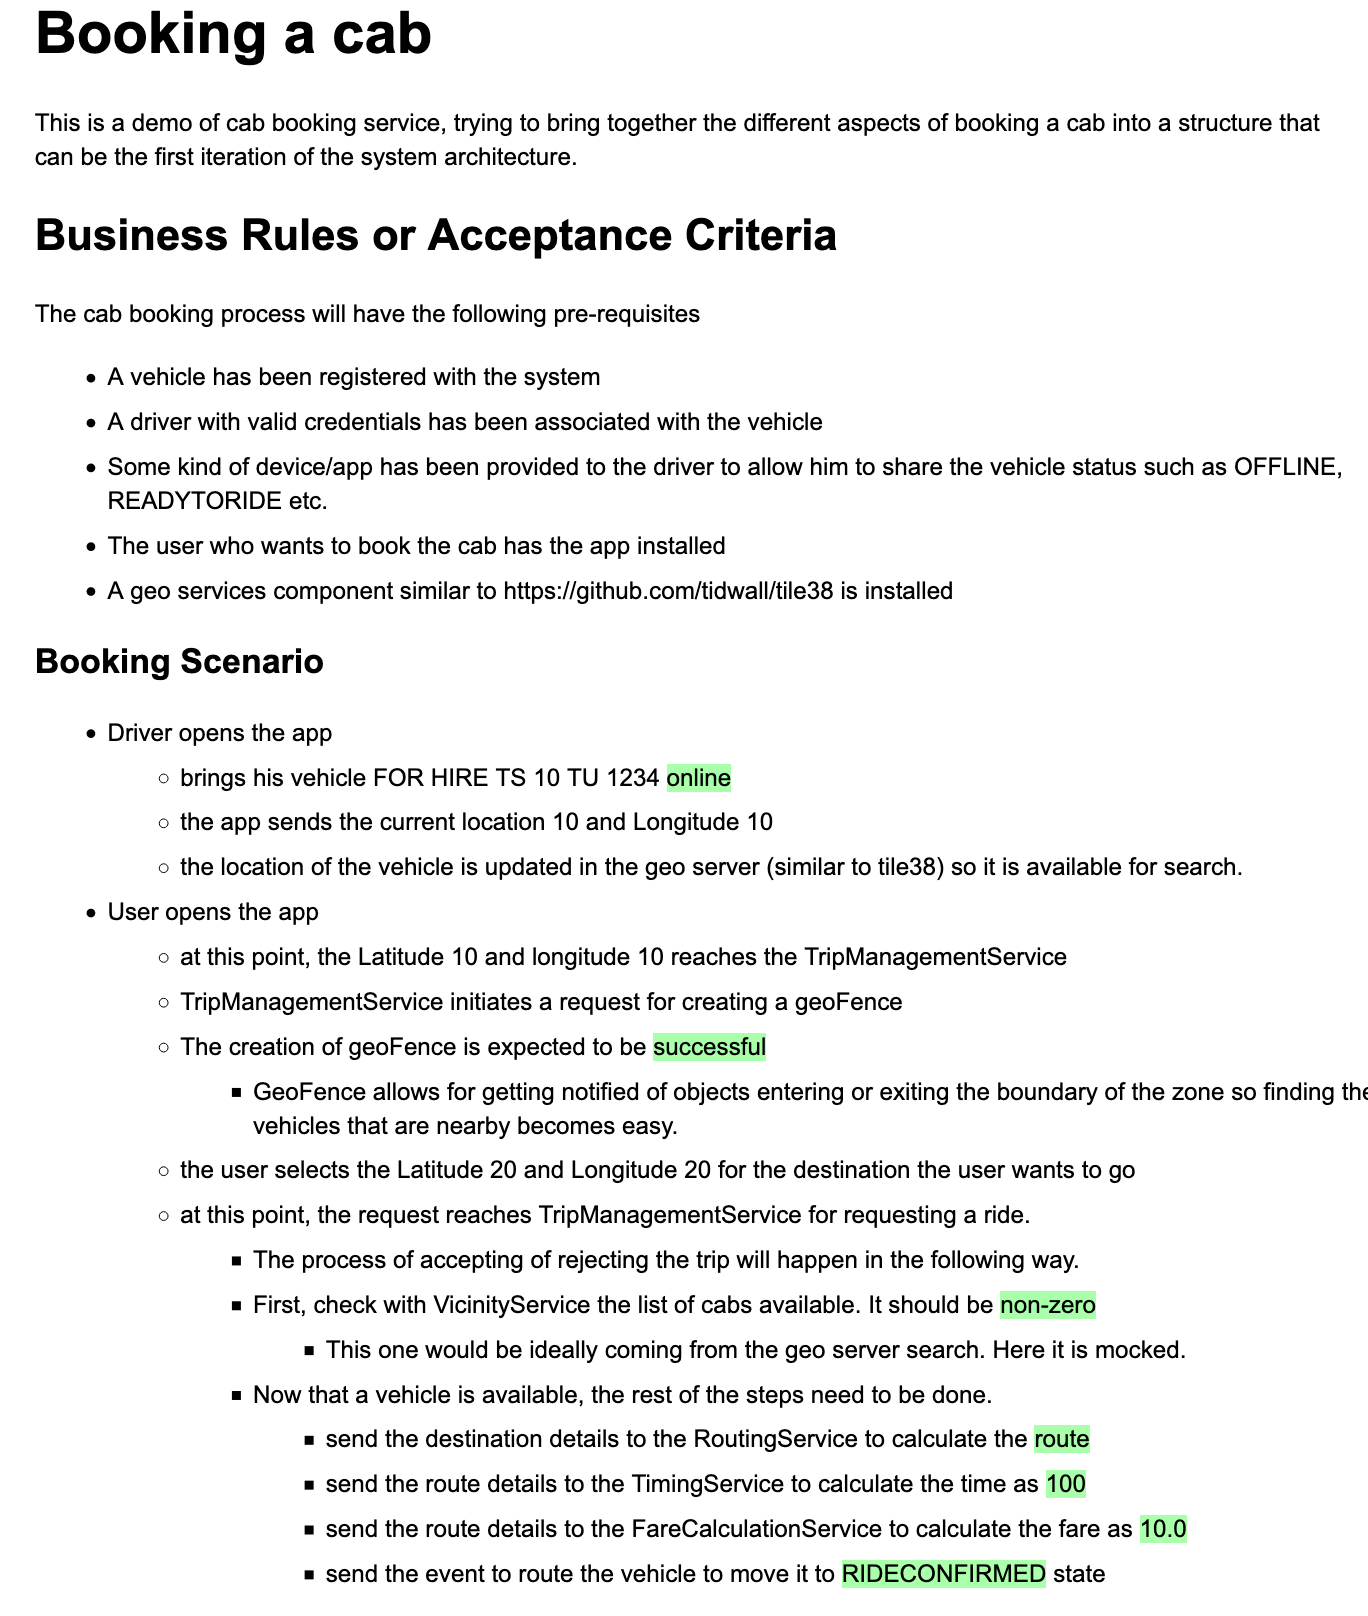 Booking a cab
This is a demo of cab booking service, trying to bring together the different aspects of booking a cab into a structure that
can be the first iteration of the system architecture.
Business Rules or Acceptance Criteria
The cab booking process will have the following pre-requisites
A vehicle has been registered with the system
A driver with valid credentials has been associated with the vehicle
Some kind of device/app has been provided to the driver to allow him to share the vehicle status such as OFFLINE,
READYTORIDE etc.
The user who wants to book the cab has the app installed
A geo services component similar to https://github.com/tidwall/tile38 is installed
Booking Scenario
Driver opens the app
brings his vehicle FOR HIRE TS 10 TU 1234 online
the app sends the current location 10 and Longitude 10
the location of the vehicle is updated in the geo server (similar to tile38) so it is available for search.
User opens the app
at this point, the Latitude 10 and longitude 10 reaches the TripManagementService
TripManagementService initiates a request for creating a geoFence
The creation of geoFence is expected to be successful
GeoFence allows for getting notified of objects entering or exiting the boundary of the zone so finding the
vehicles that are nearby becomes easy.
the user selects the Latitude 20 and Longitude 20 for the destination the user wants to go
at this point, the request reaches TripManagementService for requesting a ride.
The process of accepting of rejecting the trip will happen in the following way.
First, check with VicinityService the list of cabs available. It should be non-zero
This one would be ideally coming from the geo server search. Here it is mocked.
Now that a vehicle is available, the rest of the steps need to be done.
send the destination details to the RoutingService to calculate the route
send the route details to the TimingService to calculate the time as 100
send the route details to the FareCalculationService to calculate the fare as 10.0
send the event to route the vehicle to move it to RIDECONFIRMED state